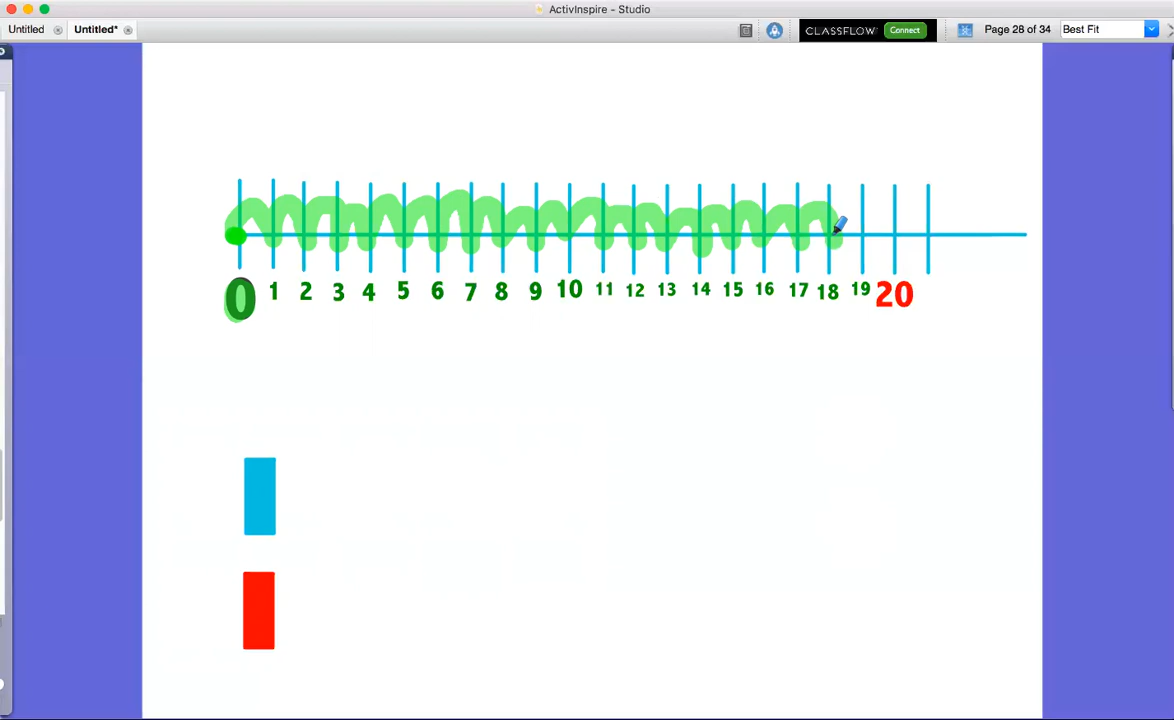 ActivInspire - Studio
Untitled Untitled*
CLASSFLOW Connect Page 28 of 34 Best Fit
0 1 2 3 4 5 6 7 8 9 10 11 12 13 14 15 16 17 18 19 20